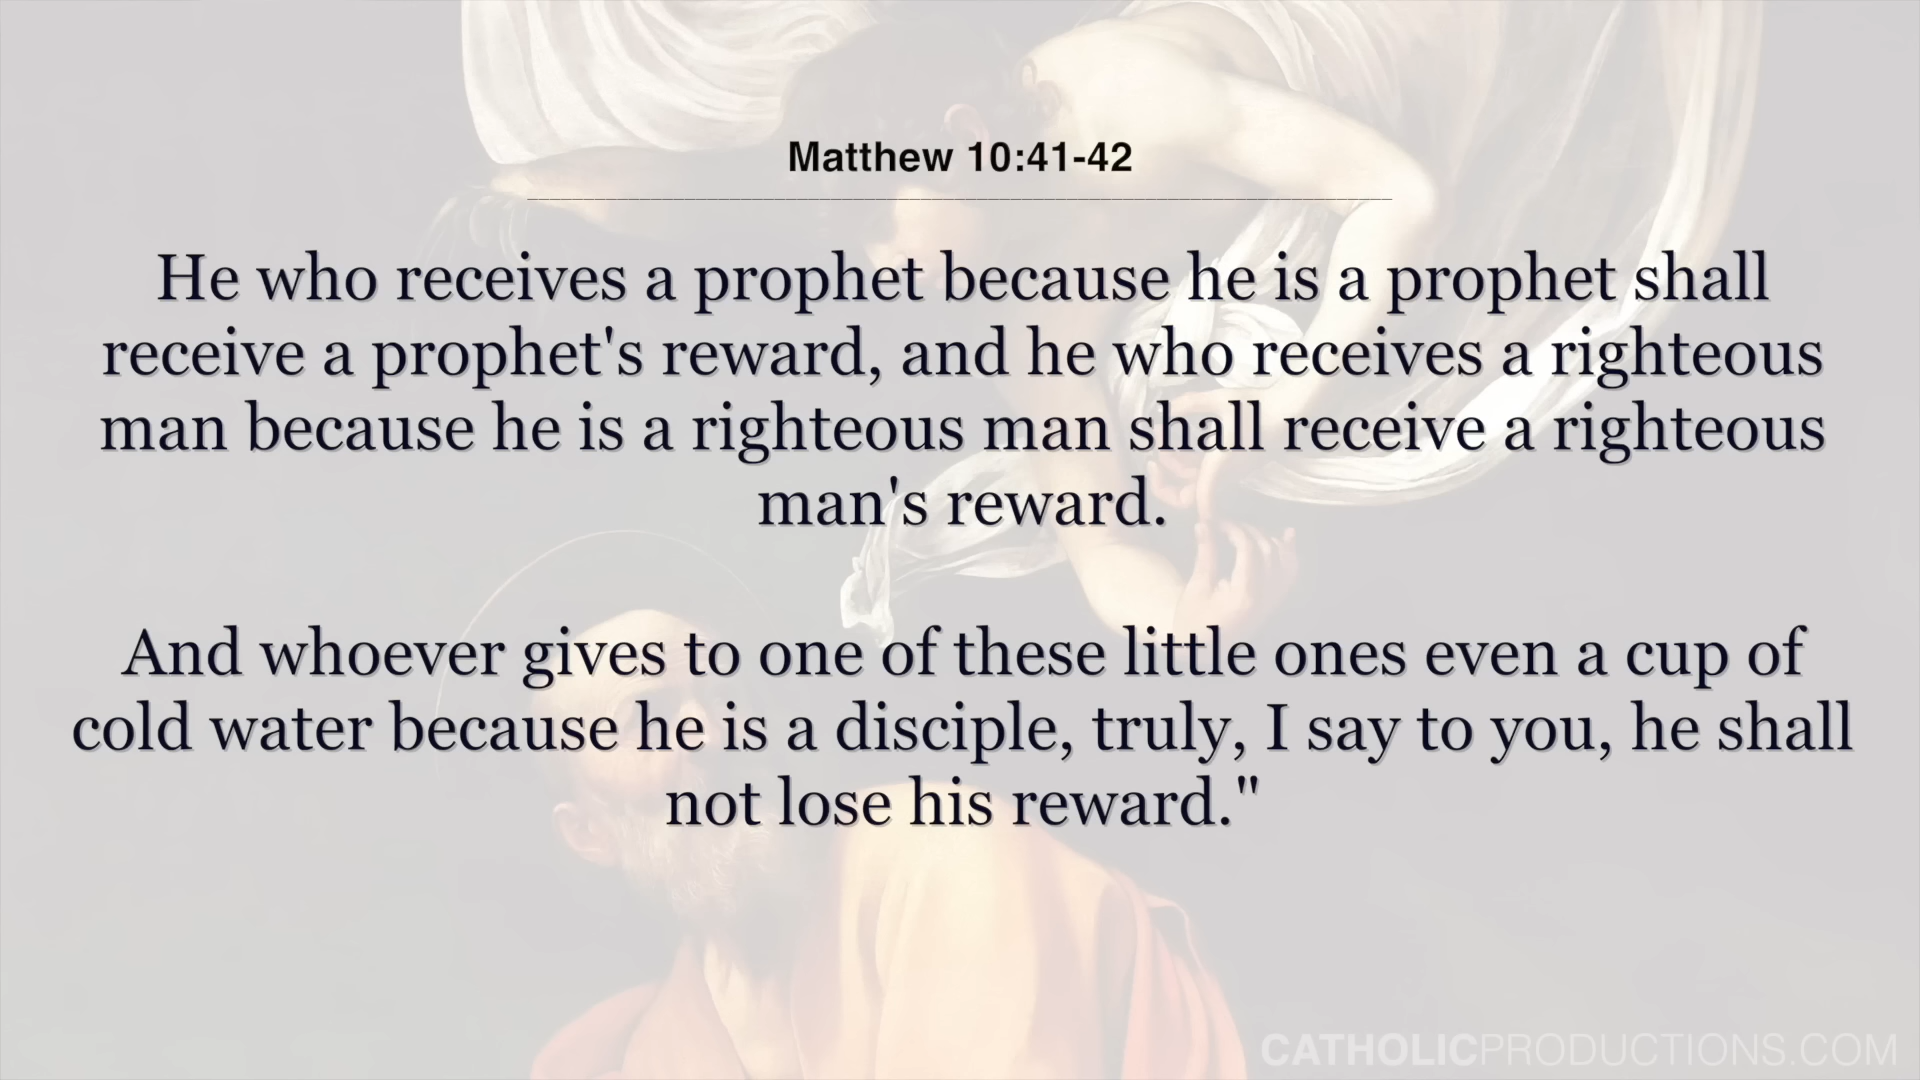 Matthew 10:41-42
He who receives a prophet because he is a prophet shall
receive a prophet's reward, and he who receives a righteous
man because he is a righteous man shall receive a righteous
man's reward.
And whoever gives to one of these little ones even a cup of
cold water because he is a disciple, truly, I say to you, he shall
not lose his reward."
CATHOLICPRODUCTIONS.COM